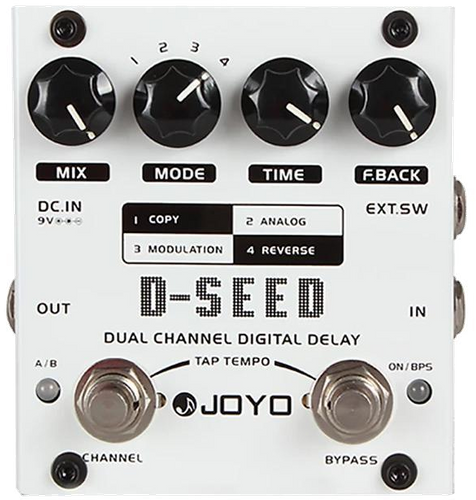 1 2 3 4
MIX MODE TIME F.BACK
DC.IN
9V
EXT.SW
1 COPY 2 ANALOG
3 MODULATION 4 REVERSE
D-SEED
OUT IN
DUAL CHANNEL DIGITAL DELAY
A/B TAP TEMPO ON/BPS
JOYO
CHANNEL BYPASS